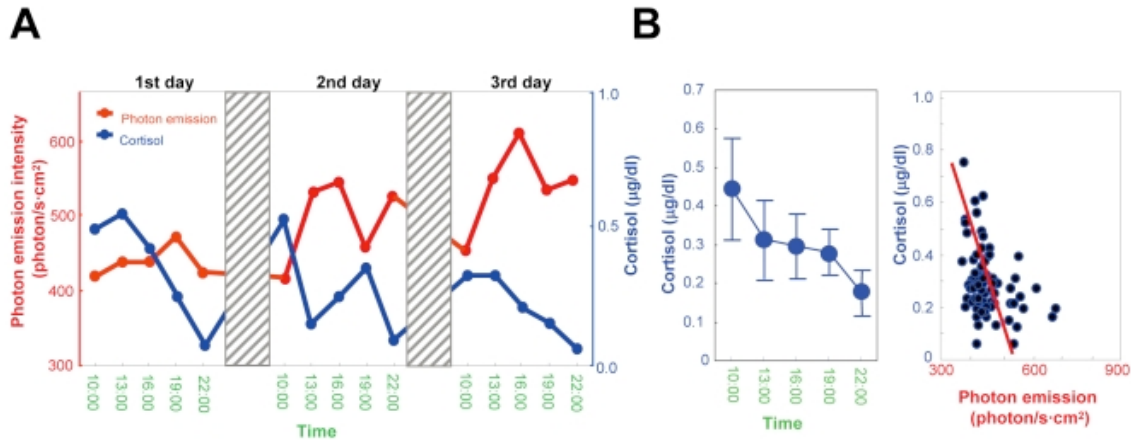 A
B
1st day
2nd day
3rd day
Photon emission
Cortisol
Photon emission intensity
(photon/s·cm²)
600
500
400
300
1.0
0.5
0.0
Cortisol (µg/dl)
10:00
13:00
16:00
19:00
22:00
10:00
13:00
16:00
19:00
22:00
10:00
13:00
16:00
19:00
22:00
Time
Cortisol (µg/dl)
0.7
0.6
0.5
0.4
0.3
0.2
0.1
0
10:00
13:00
16:00
19:00
22:00
Time
Cortisol (µg/dl)
1.0
0.8
0.6
0.4
0.2
0
300
600
900
Photon emission
(photon/s·cm²)